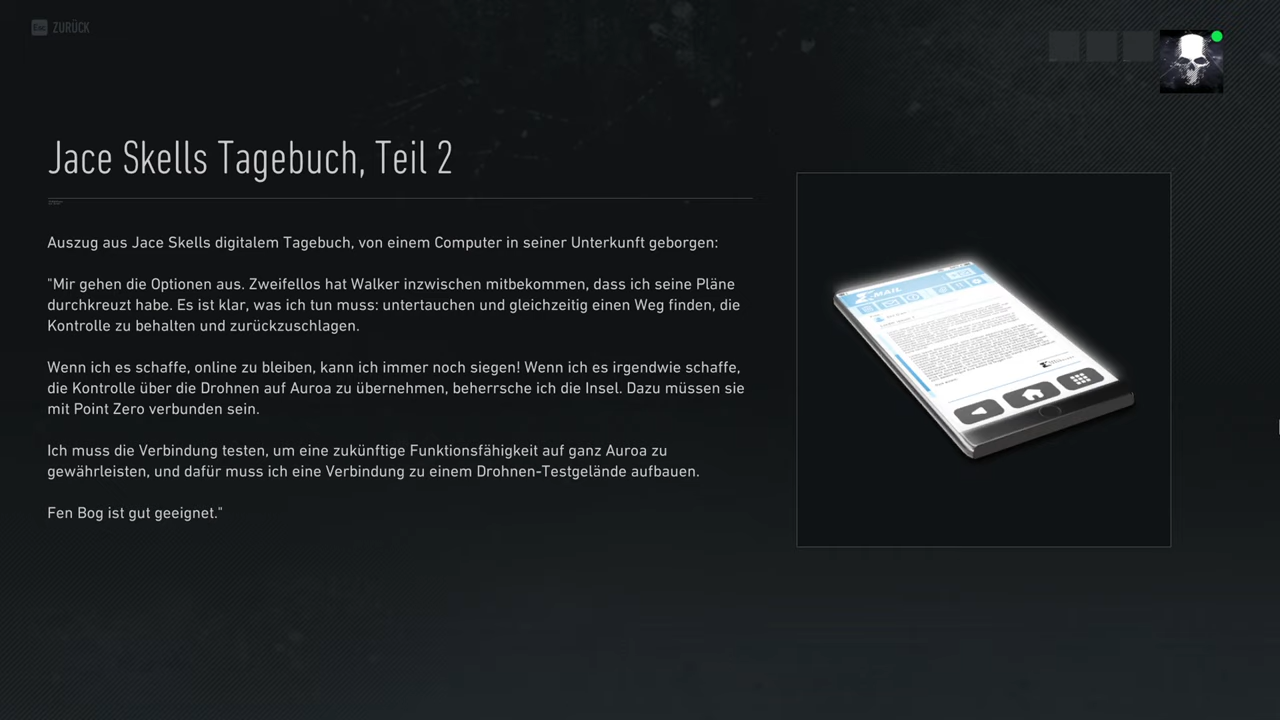 Esc ZURÜCK
Jace Skells Tagebuch, Teil 2
Auszug aus Jace Skells digitalem Tagebuch, von einem Computer in seiner Unterkunft geborgen:
"Mir gehen die Optionen aus. Zweifellos hat Walker inzwischen mitbekommen, dass ich seine Pläne
durchkreuzt habe. Es ist klar, was ich tun muss: untertauchen und gleichzeitig einen Weg finden, die
Kontrolle zu behalten und zurückzuschlagen.
Wenn ich es schaffe, online zu bleiben, kann ich immer noch siegen! Wenn ich es irgendwie schaffe,
die Kontrolle über die Drohnen auf Auroa zu übernehmen, beherrsche ich die Insel. Dazu müssen sie
mit Point Zero verbunden sein.
Ich muss die Verbindung testen, um eine zukünftige Funktionsfähigkeit auf ganz Auroa zu
gewährleisten, und dafür muss ich eine Verbindung zu einem Drohnen-Testgelände aufbauen.
Fen Bog ist gut geeignet."
MAIL